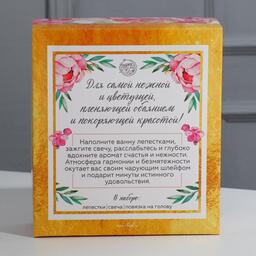 Для самой нежной
и цветущей,
пленяющей обаянием
и покоряющей красотой!
Наполните ванну лепестками,
зажгите свечу, расслабьтесь и глубоко
вдохните аромат счастья и нежности.
Атмосфера гармонии и безмятежности
окутает вас своим чарующим шлейфом
и подарит минуты истинного
удовольствия.
В наборе:
лепестки|свеча|повязка на голову